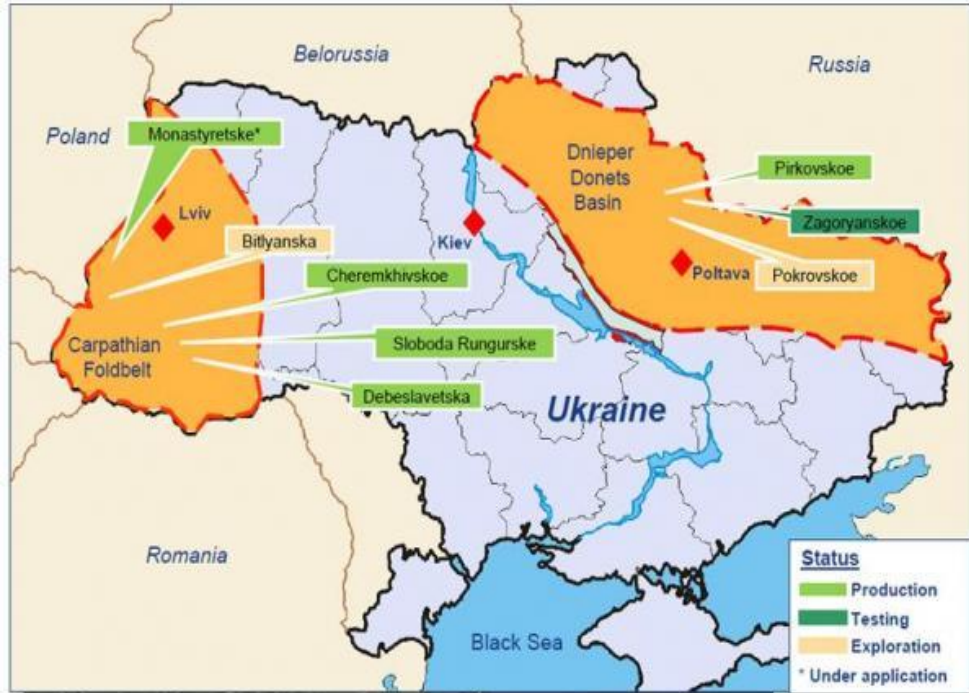 Belorussia
Russia
Poland
Monastyretske*
Lviv
Bitlyanska
Kiev
Cheremkhivskoe
Carpathian
Foldbelt
Sloboda Rungurske
Debeslavetska
Dnieper
Donets
Basin
Pirkovskoe
Zagoryanskoe
Poltava
Pokrovskoe
Ukraine
Romania
Black Sea
Status
Production
Testing
Exploration
* Under application